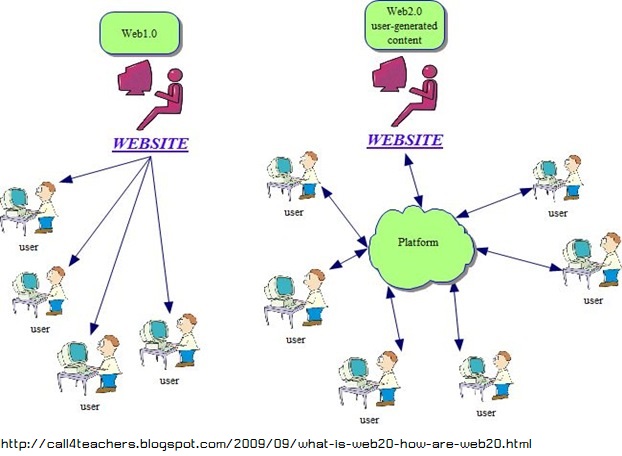 Web1.0
WEBSITE
user
user
user
user
Web2.0
user-generated
content
WEBSITE
Platform
user
user
user
user
user
user
http://call4teachers.blogspot.com/2009/09/what-is-web20-how-are-web20.html